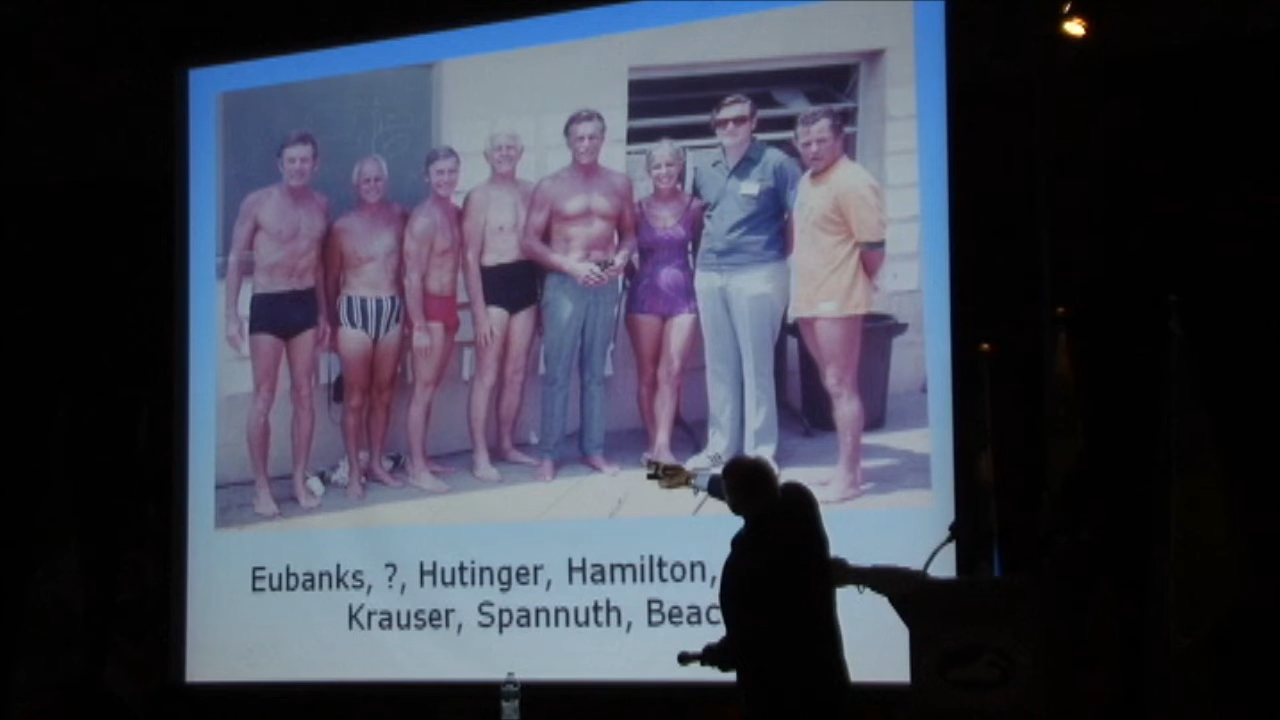 Eubanks, ?, Hutinger, Hamilton,
Krauser, Spannuth,